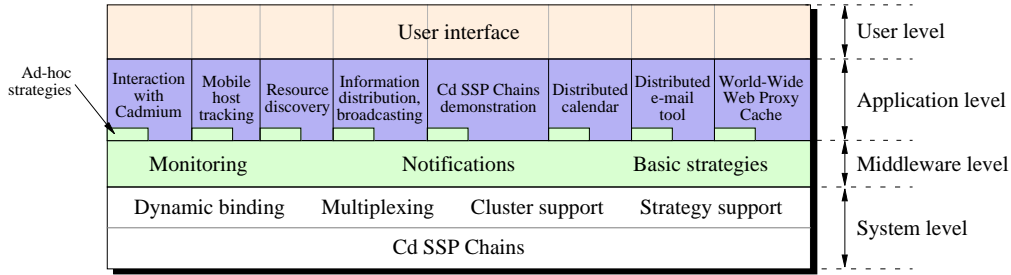 User interface
User level
Ad-hoc
strategies
Interaction
with
Cadmium
Mobile
host
tracking
Resource
discovery
Information
distribution,
broadcasting
Cd SSP Chains
demonstration
Distributed
calendar
Distributed
e-mail
tool
World-Wide
Web Proxy
Cache
Application level
Monitoring
Notifications
Basic strategies
Middleware level
Dynamic binding
Multiplexing
Cluster support
Strategy support
System level
Cd SSP Chains